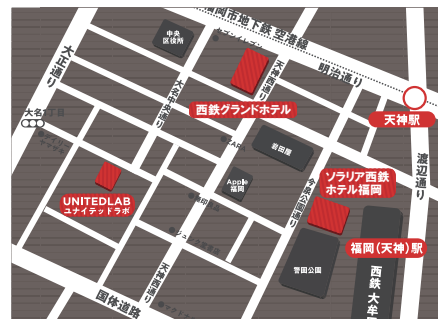 福岡市地下鉄 空港線
中央
区役所
明治通り
大正通り
天神西通り
大名中央通り
西鉄グランドホテル
天神駅
渡辺通り
岩田屋
Apple
福岡
ソラリア西鉄
ホテル福岡
今泉公園通り
UNITEDLAB
ユナイテッドラボ
福岡(天神)駅
警固公園
西鉄 大牟
天神西通り
国体道路